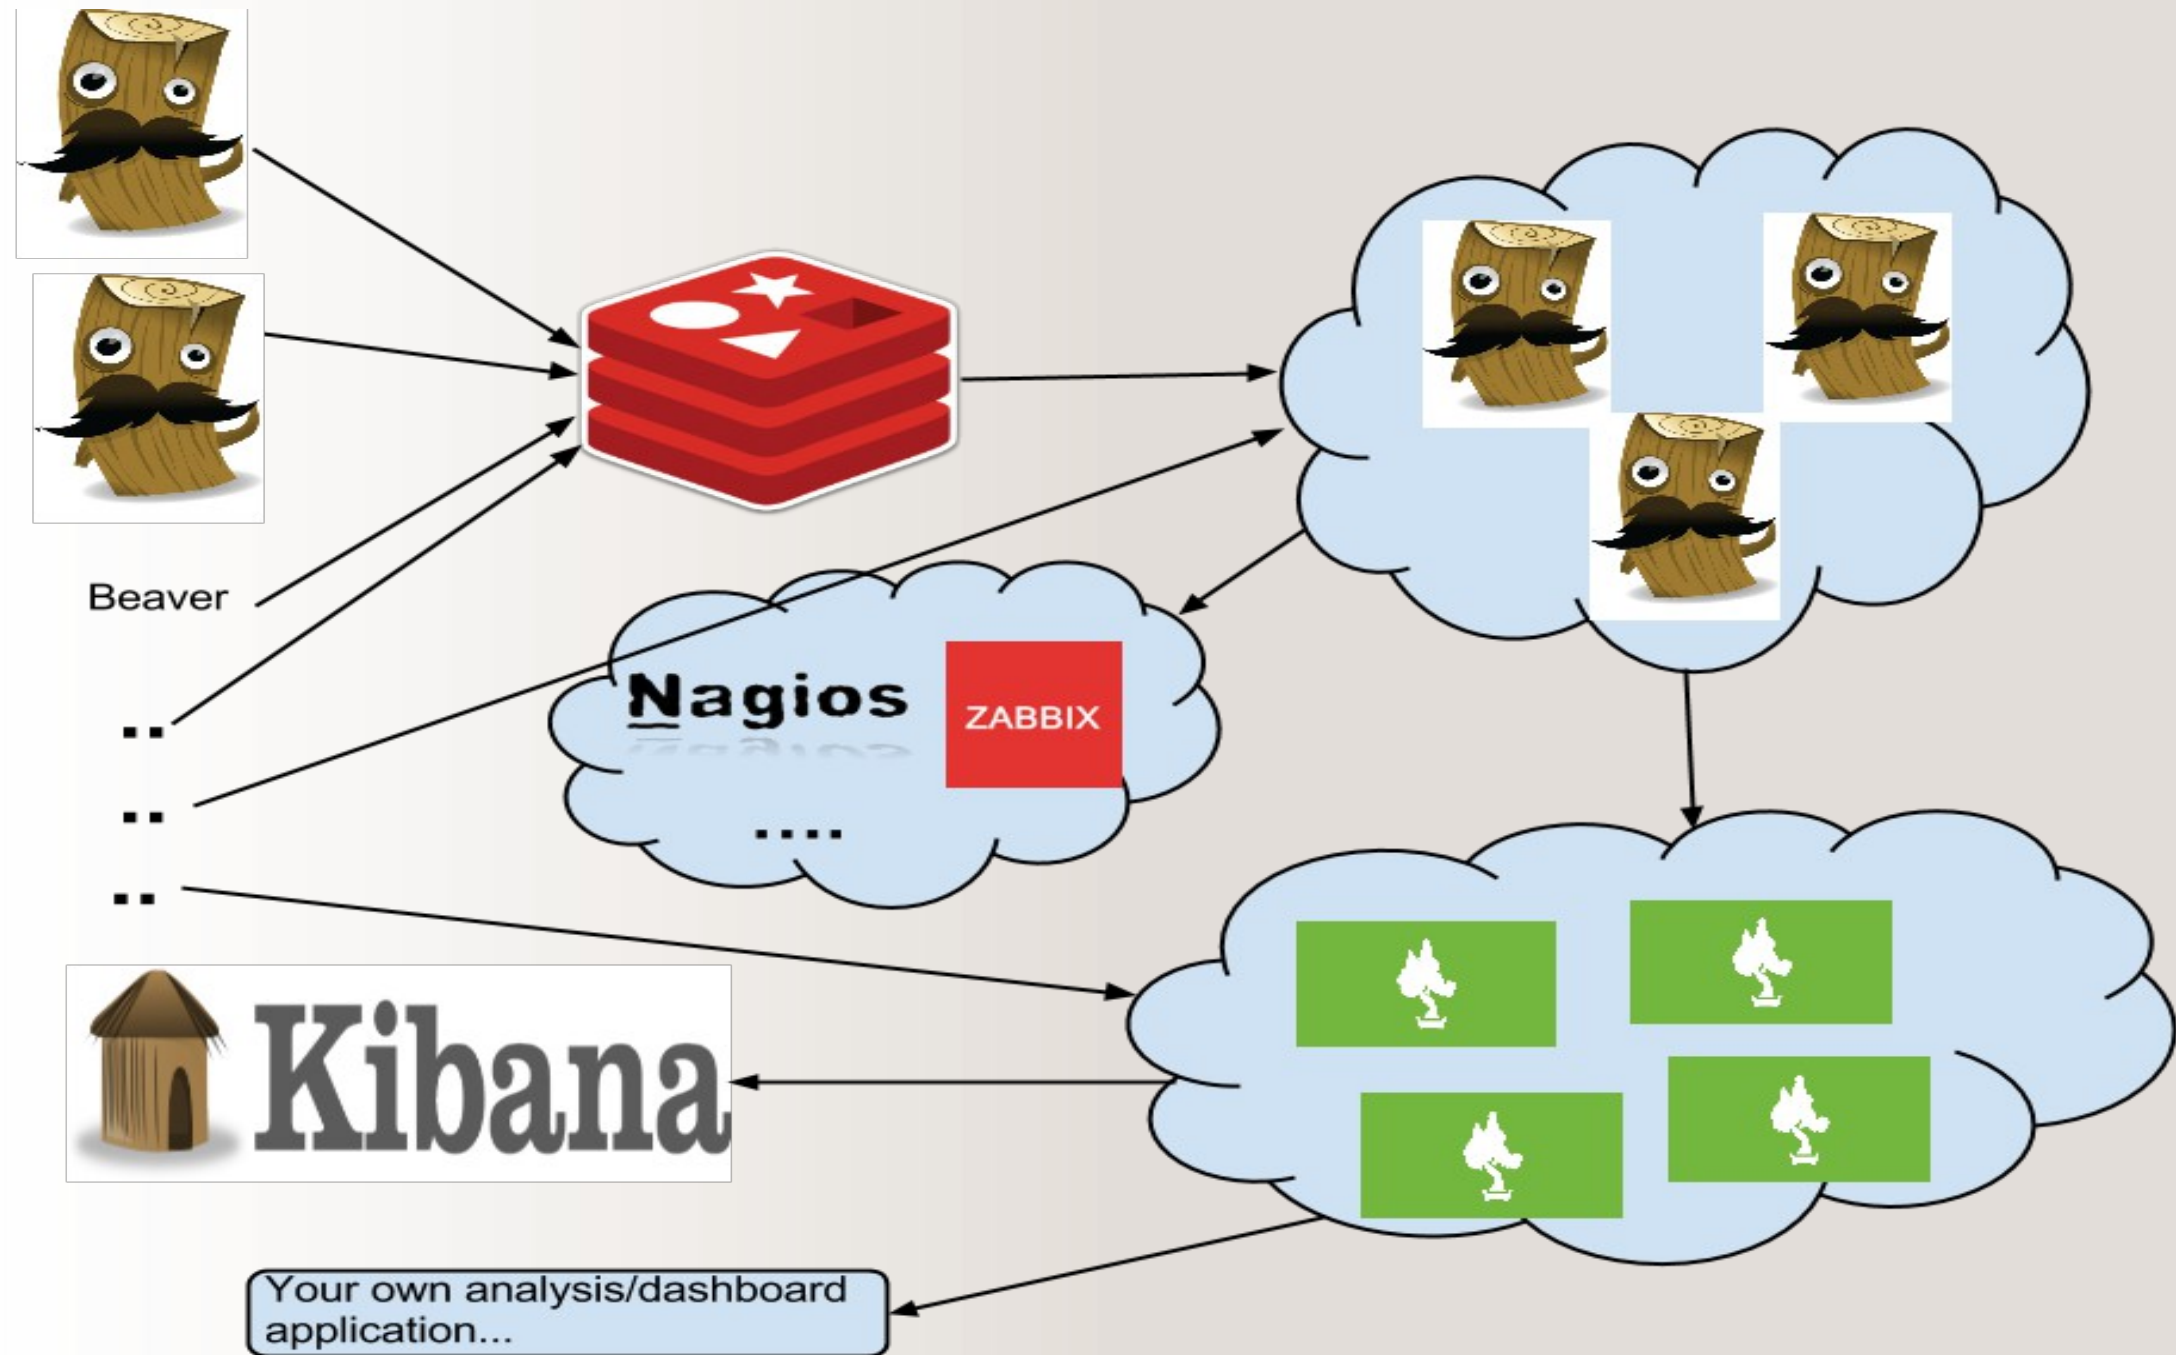 Beaver
..
..
..
Nagios
ZABBIX
....
Kibana
Your own analysis/dashboard
application...